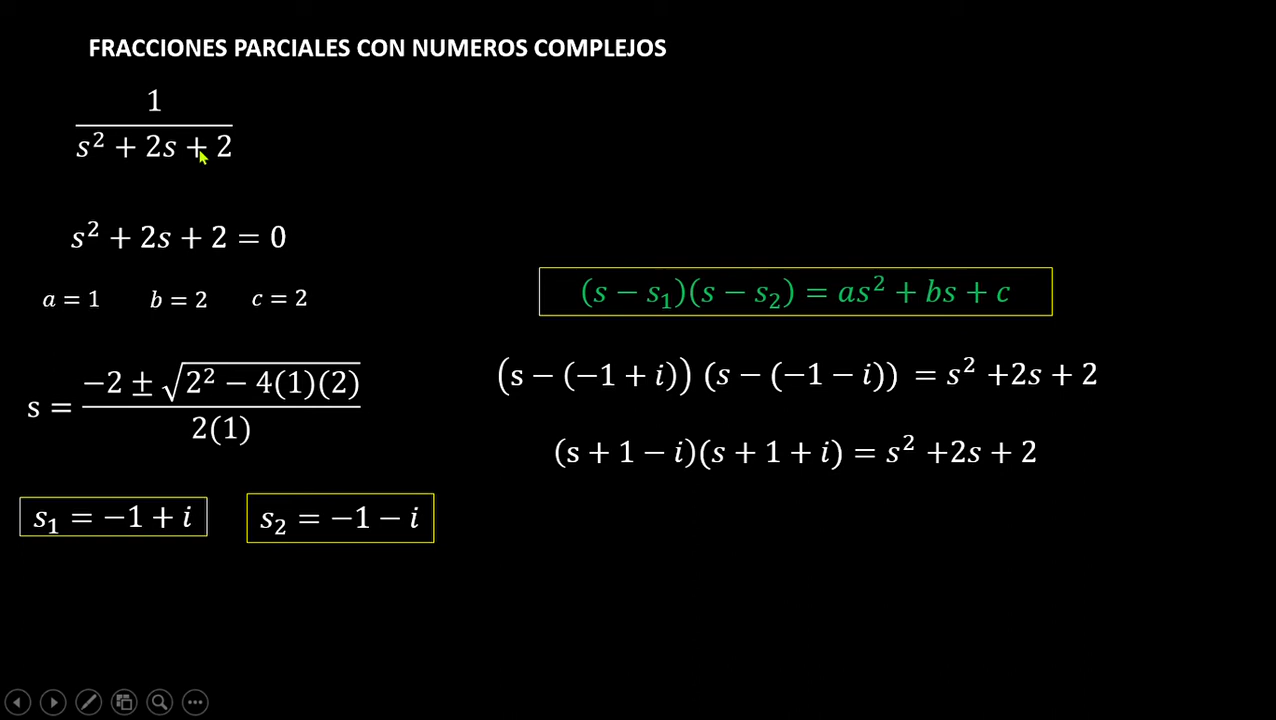 FRACCIONES PARCIALES CON NUMEROS COMPLEJOS
1
s² + 2s + 2
s² + 2s + 2 = 0
a = 1 b = 2 c = 2
s = (−2 ± √(2² − 4(1)(2))) / 2(1)
s₁ = −1 + i s₂ = −1 − i
(s − s₁)(s − s₂) = as² + bs + c
(s − (−1 + i)) (s − (−1 − i)) = s² +2s + 2
(s + 1 − i)(s + 1 + i) = s² +2s + 2